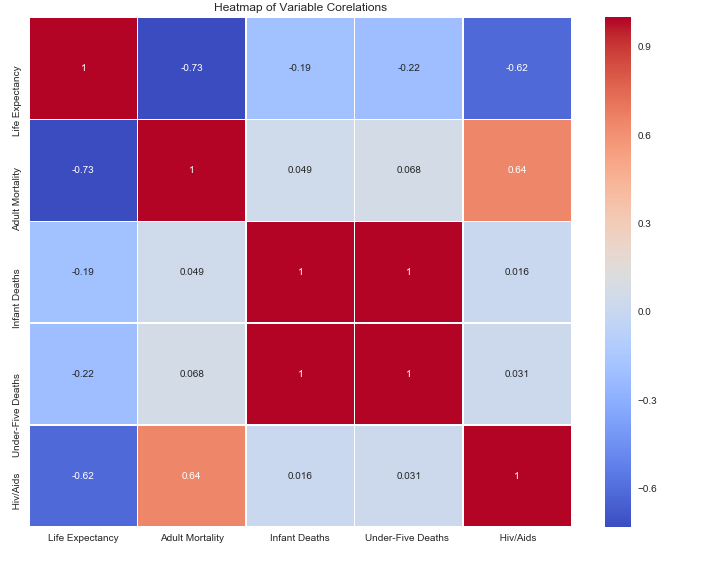 Heatmap of Variable Corelations
Life Expectancy
1
-0.73
-0.19
-0.22
-0.62
Adult Mortality
-0.73
1
0.049
0.068
0.64
Infant Deaths
-0.19
0.049
1
1
0.016
Under-Five Deaths
-0.22
0.068
1
1
0.031
Hiv/Aids
-0.62
0.64
0.016
0.031
1
Life Expectancy
Adult Mortality
Infant Deaths
Under-Five Deaths
Hiv/Aids
0.9
0.6
0.3
0.0
−0.3
−0.6